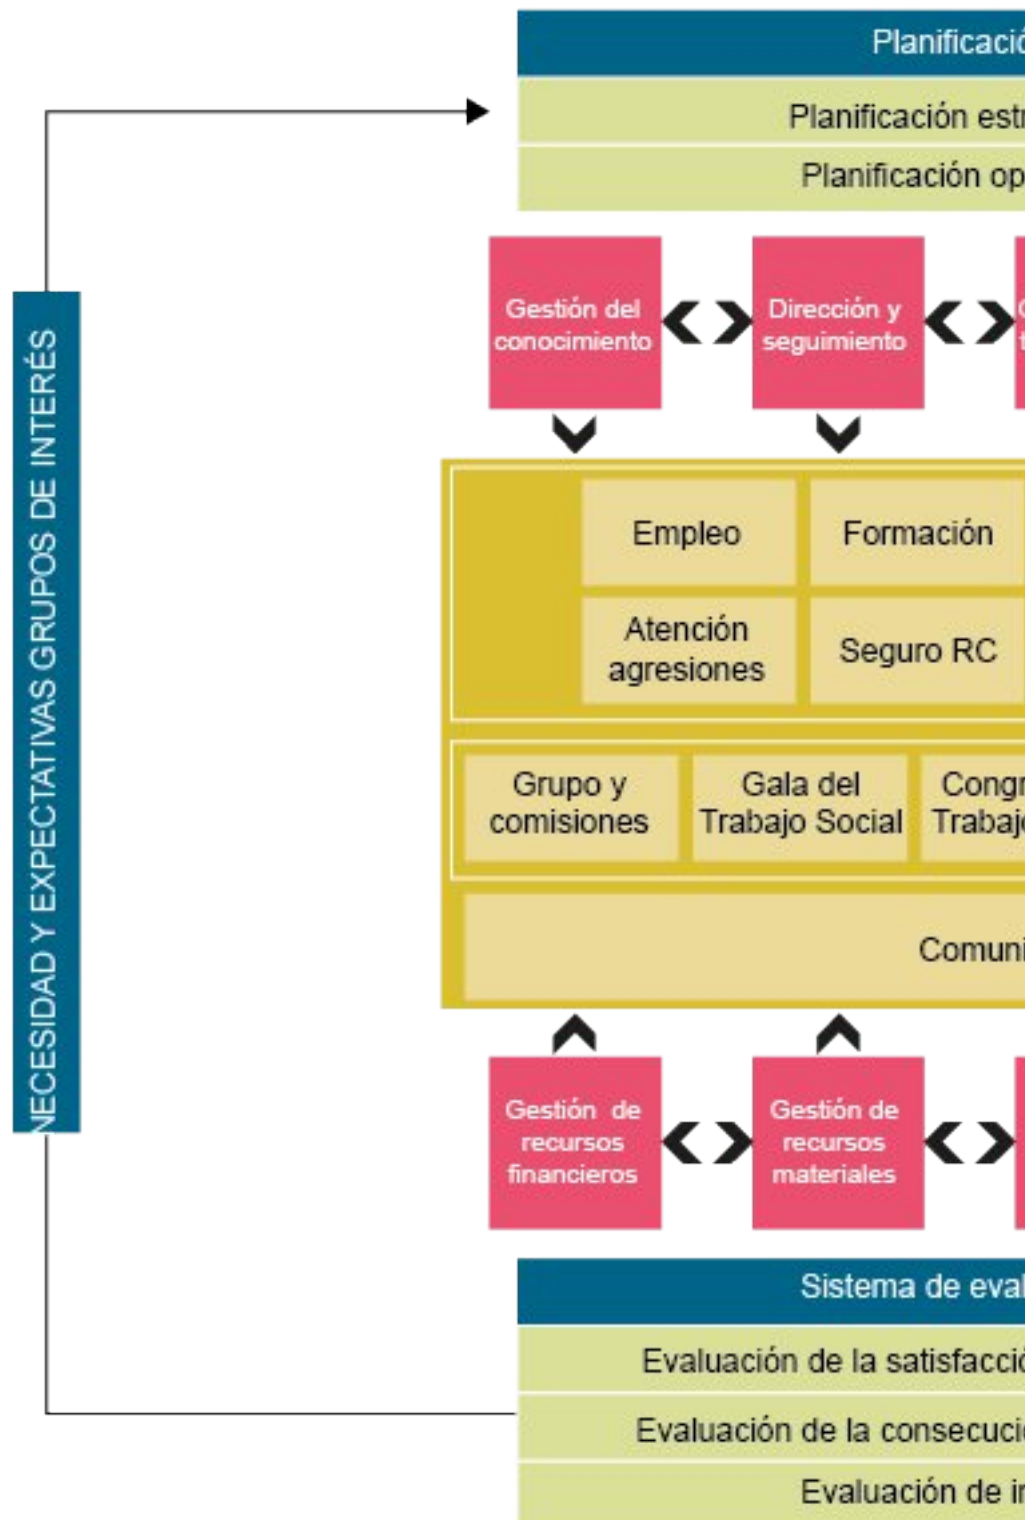 Planificació
Planificación estr
Planificación op
NECESIDAD Y EXPECTATIVAS GRUPOS DE INTERÉS
Gestión del
conocimiento
Dirección y
seguimiento
Empleo
Formación
Atención
agresiones
Seguro RC
Grupo y
comisiones
Gala del
Trabajo Social
Congr
Trabajo
Comuni
Gestión de
recursos
financieros
Gestión de
recursos
materiales
Sistema de eval
Evaluación de la satisfacció
Evaluación de la consecució
Evaluación de in